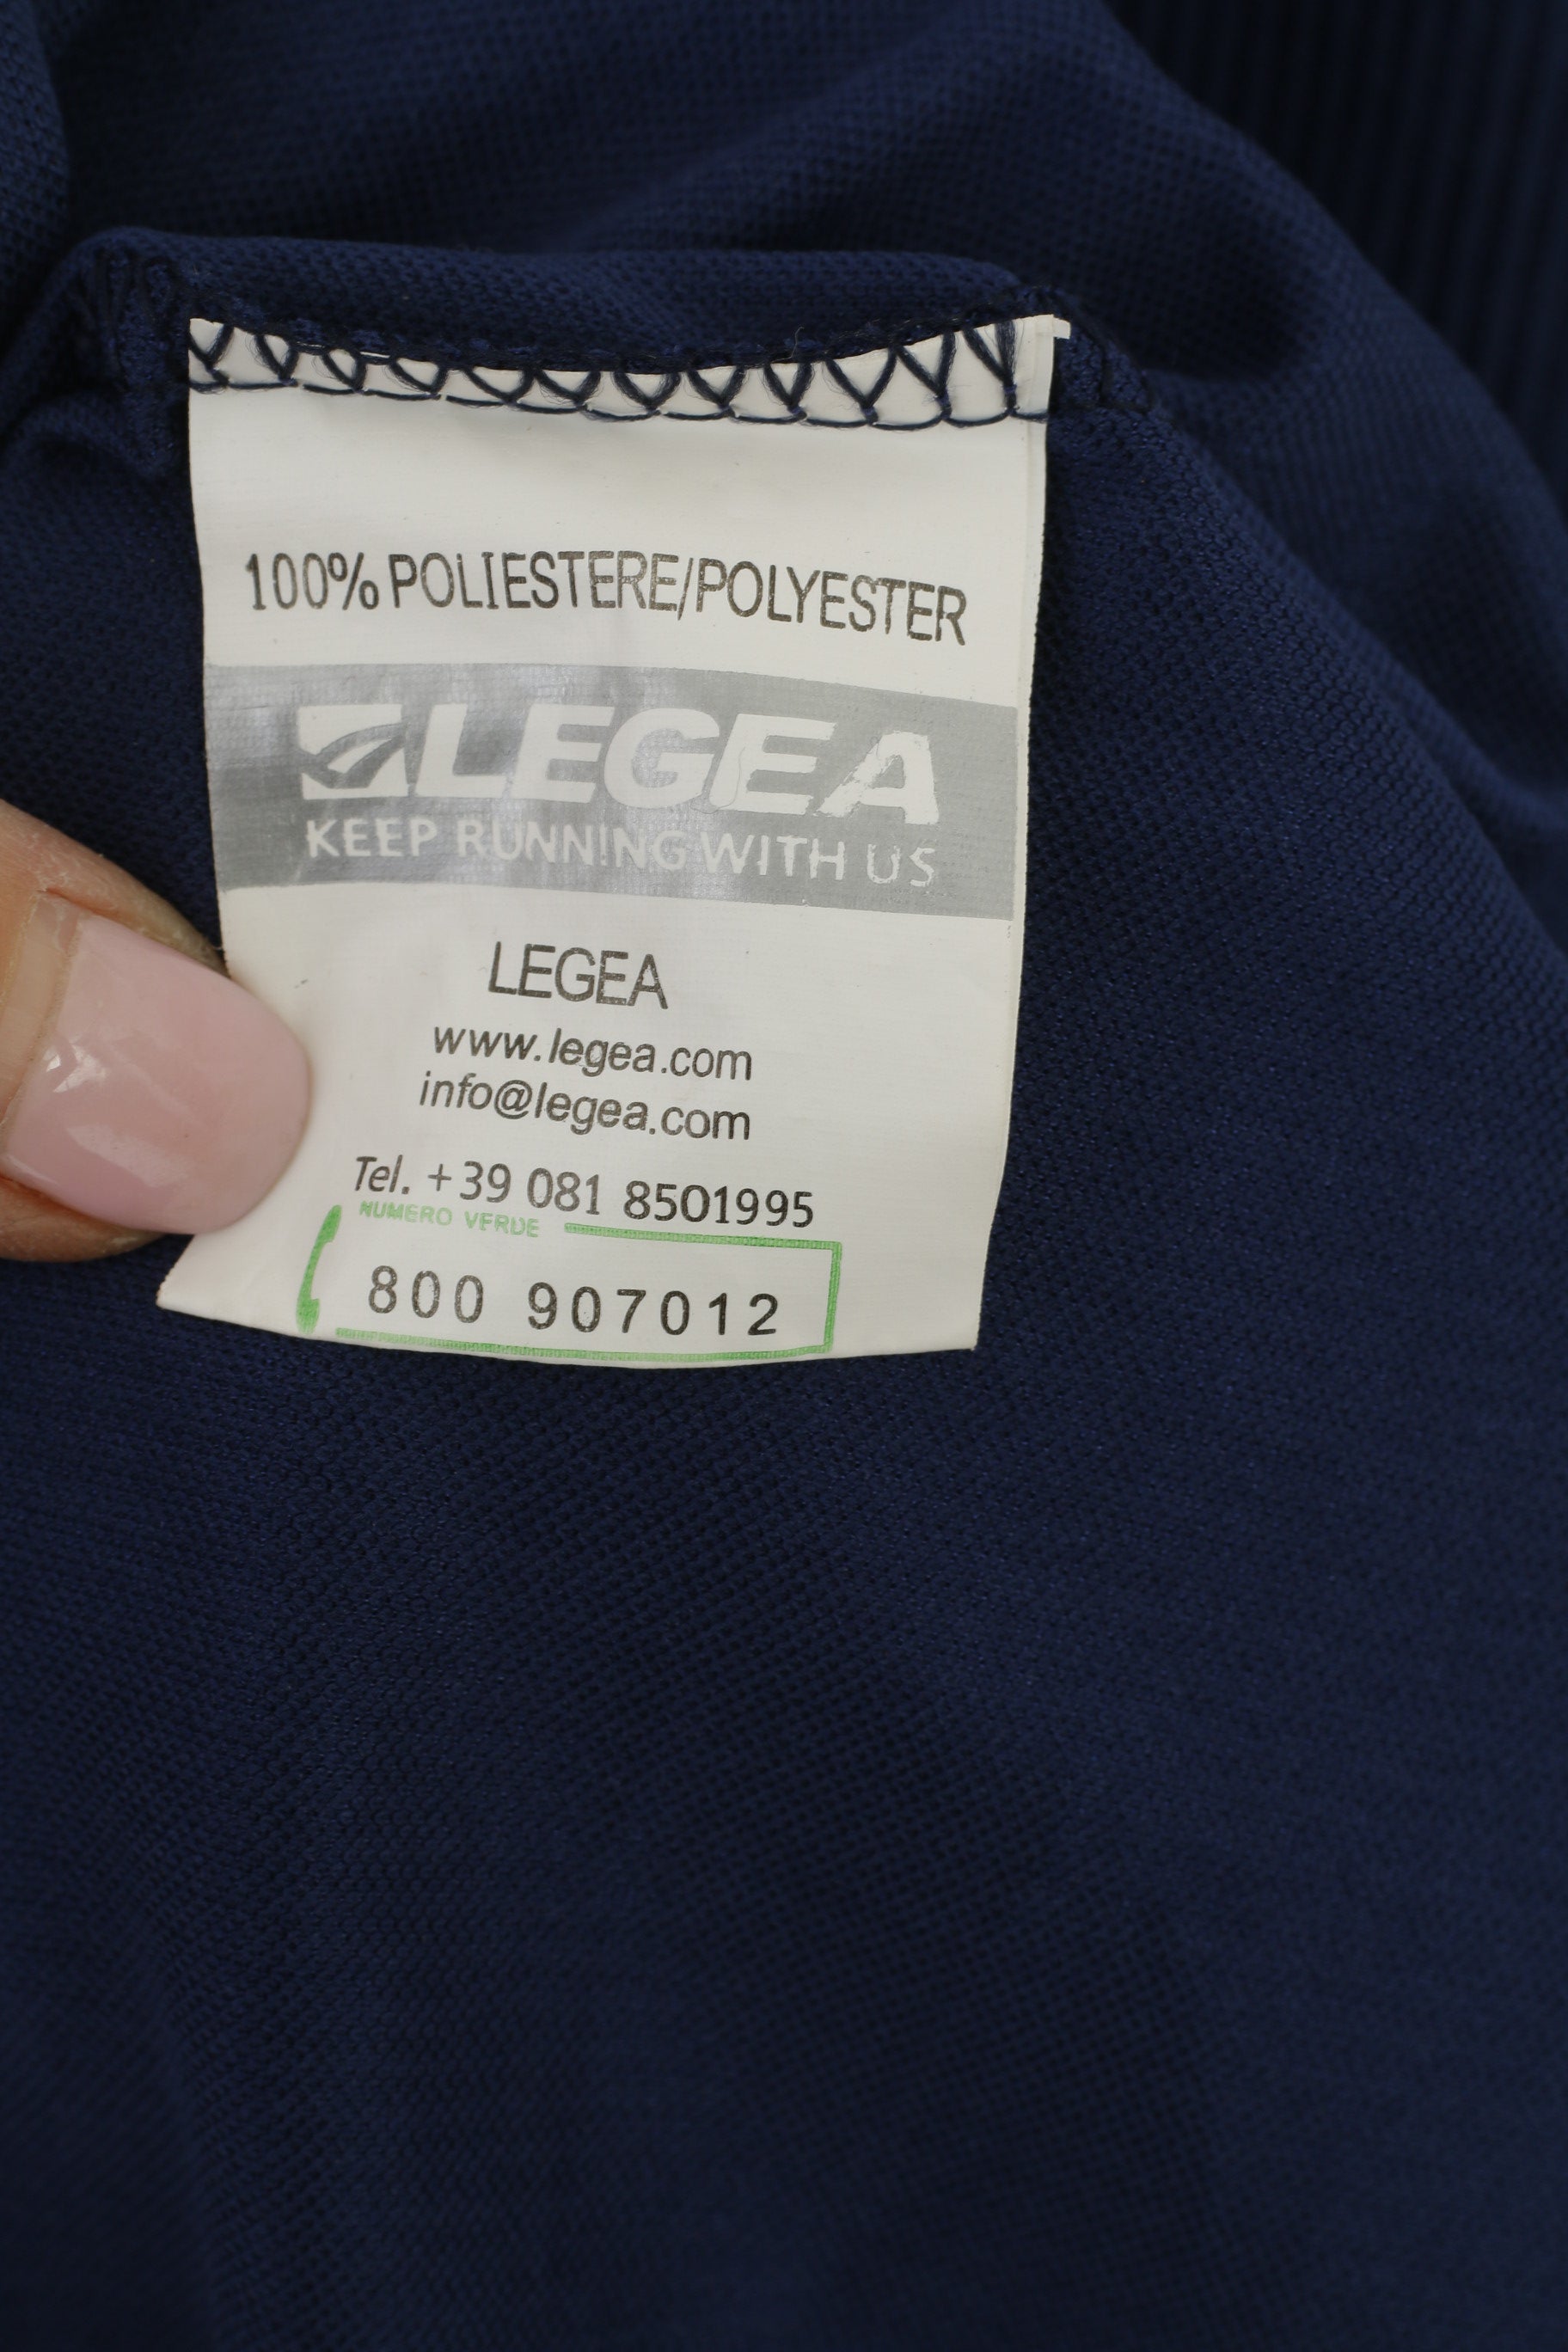 100% POLIESTERE/POLYESTER
LEGEA
KEEP RUNNING WITH US
LEGEA
www.legea.com
info@legea.com
Tel. +39 081 8501995
NUMERO VERDE
800 907012